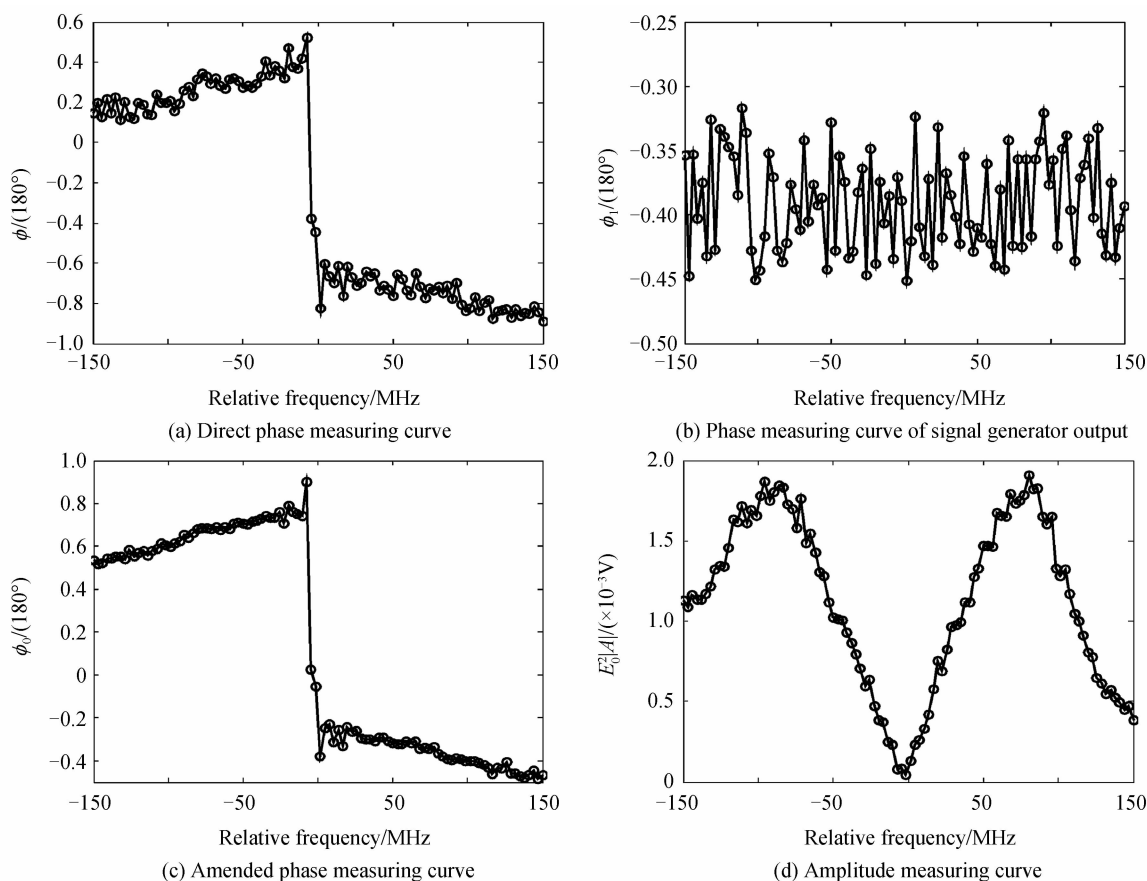 0.6
0.4
0.2
0
−0.2
−0.4
−0.6
−0.8
−1.0
ϕ/(180°)
−150 −50 0 50 150
Relative frequency/MHz
(a) Direct phase measuring curve
−0.25
−0.30
−0.35
−0.40
−0.45
−0.50
ϕ₁/(180°)
−150 −50 0 50 150
Relative frequency/MHz
(b) Phase measuring curve of signal generator output
1.0
0.8
0.6
0.4
0.2
0
−0.2
−0.4
ϕ₀/(180°)
−150 −50 0 50 150
Relative frequency/MHz
(c) Amended phase measuring curve
2.0
1.5
1.0
0.5
0
E₀²|A|/(×10⁻³V)
−150 −50 0 50 150
Relative frequency/MHz
(d) Amplitude measuring curve